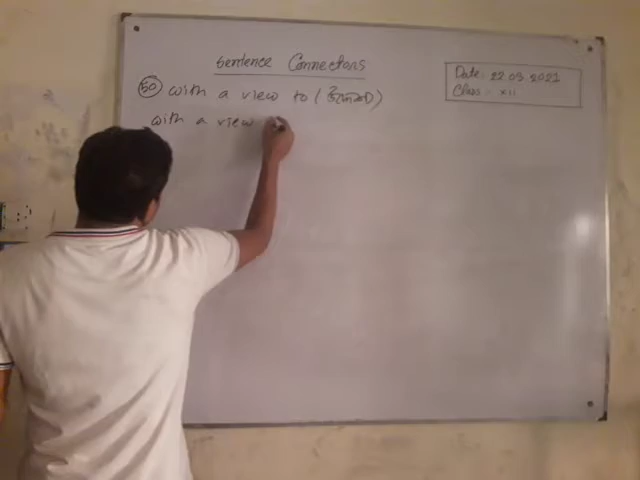 Sentence Connectors
Date: 22.03.2021
Class: xii
50 with a view to (উদ্দেশ্যে)
with a view